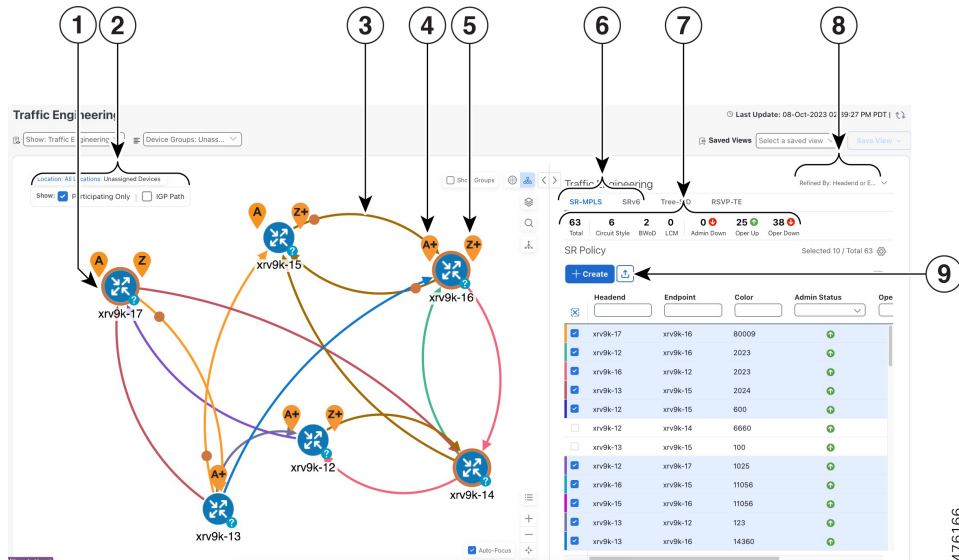 1 2 3 4 5 6 7 8 9
Traffic Engineering
Last Update: 08-Oct-2023 02:39:27 PM PDT |
Show: Traffic Engineering
Device Groups: Unass...
Saved Views
Select a saved view
Save View
Location: All Locations: Unassigned Devices
Show: Participating Only | IGP Path
Show Groups
A Z+
xrv9k-15
A+ Z+
xrv9k-16
A Z
xrv9k-17
A+ Z+
xrv9k-12
xrv9k-14
A+
xrv9k-13
? ? ? ? ? ?
Auto-Focus
Traffic Engineering
Refined By: Headend or E...
SR-MPLS SRv6 Tree-SID RSVP-TE
63 6 2 0 0 25 38
Total Circuit Style BWoD LCM Admin Down Oper Up Oper Down
SR Policy
Selected 10 / Total 63
+ Create
Headend Endpoint Color Admin Status Ope
xrv9k-17 xrv9k-16 80009
xrv9k-12 xrv9k-16 2023
xrv9k-16 xrv9k-12 2023
xrv9k-13 xrv9k-15 2024
xrv9k-12 xrv9k-15 600
xrv9k-12 xrv9k-14 6660
xrv9k-13 xrv9k-15 100
xrv9k-12 xrv9k-17 1025
xrv9k-16 xrv9k-15 11056
xrv9k-15 xrv9k-16 11056
xrv9k-13 xrv9k-12 123
xrv9k-13 xrv9k-16 14360
476166